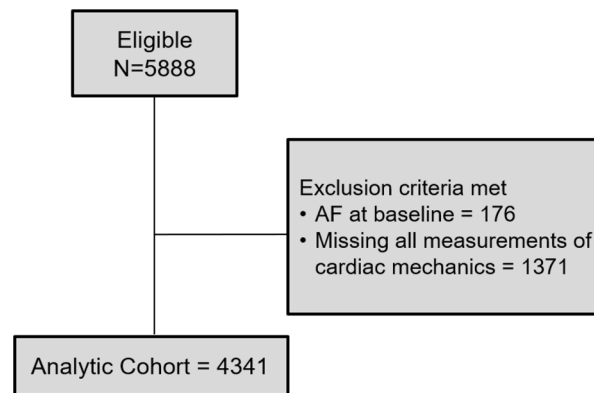 Eligible
N=5888
Exclusion criteria met
• AF at baseline = 176
• Missing all measurements of
cardiac mechanics = 1371
Analytic Cohort = 4341